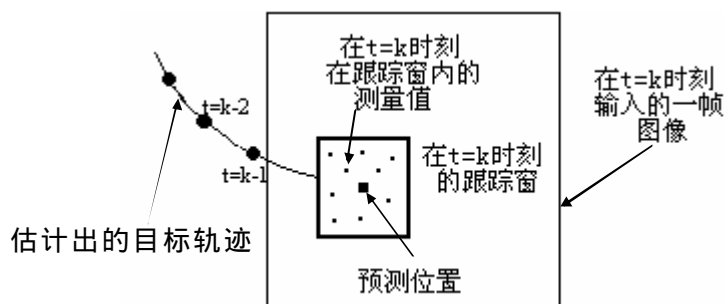 在t=k时刻
在跟踪窗内的
测量值
在t=k时刻
输入的一帧
图像
t=k-2
在t=k时刻
的跟踪窗
t=k-1
估计出的目标轨迹
预测位置